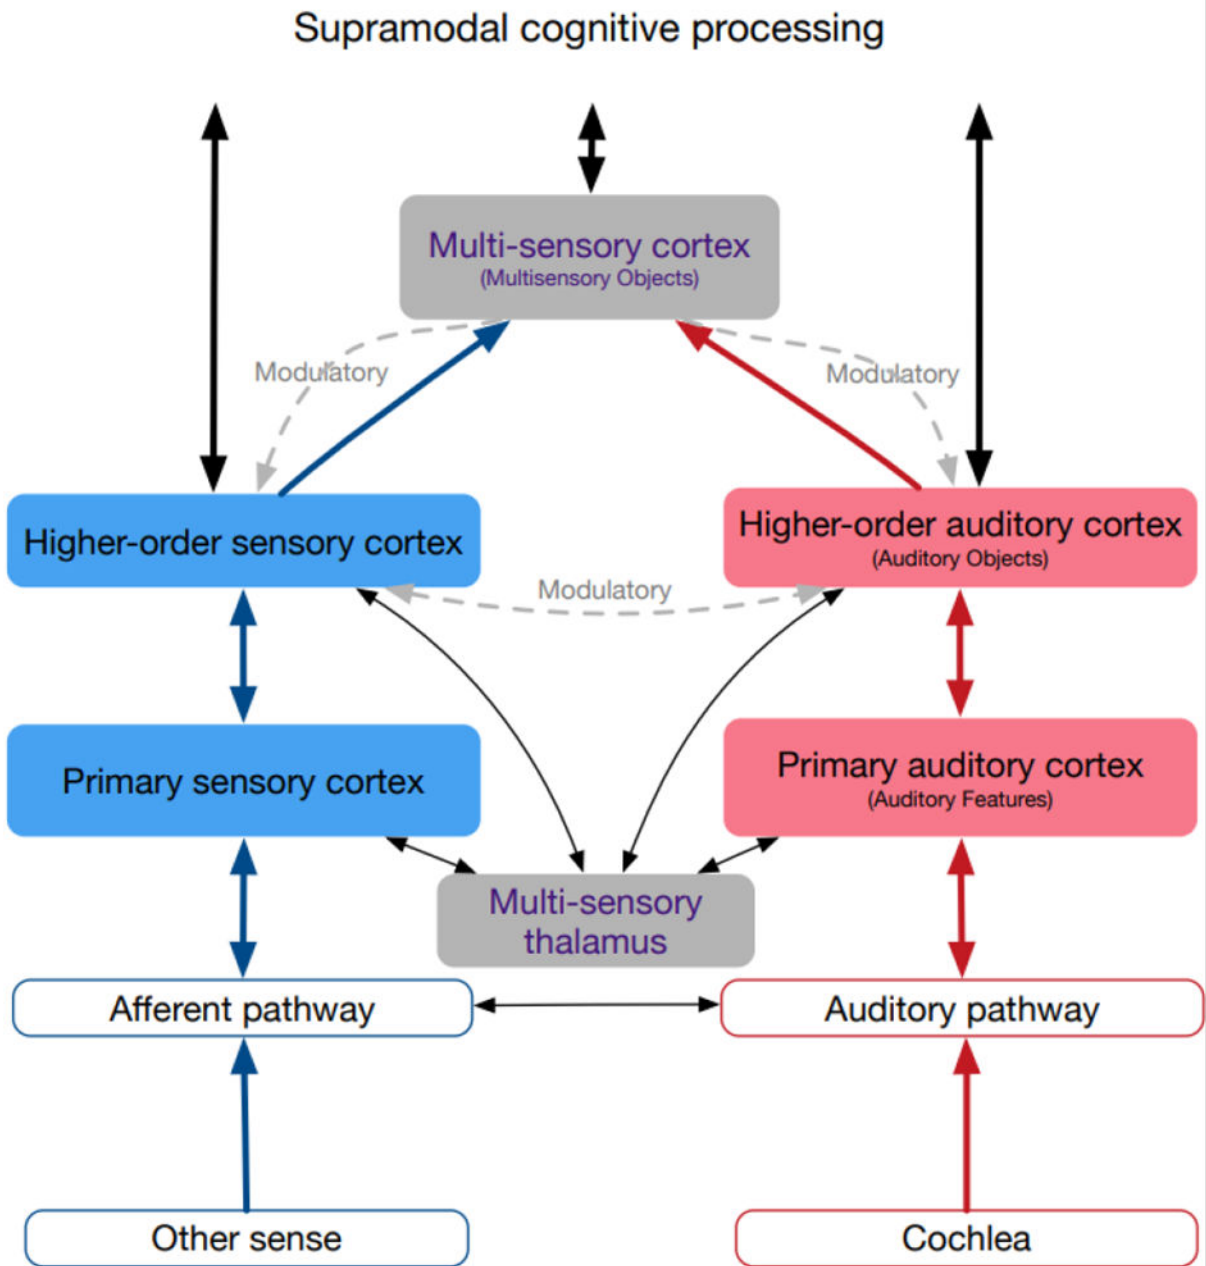 Supramodal cognitive processing
Multi-sensory cortex
(Multisensory Objects)
Modulatory
Modulatory
Higher-order sensory cortex
Higher-order auditory cortex
(Auditory Objects)
Modulatory
Primary sensory cortex
Primary auditory cortex
(Auditory Features)
Multi-sensory
thalamus
Afferent pathway
Auditory pathway
Other sense
Cochlea